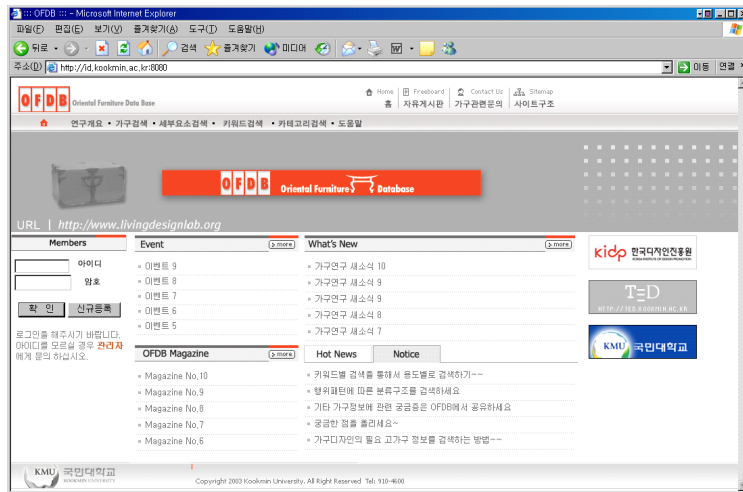 ::: OFDB ::: - Microsoft Internet Explorer
파일(F) 편집(E) 보기(V) 즐겨찾기(A) 도구(T) 도움말(H)
뒤로 검색 즐겨찾기 미디어
주소(D) http://id.kookmin.ac.kr:8080 이동 연결
OFDB Oriental Furniture Data Base
Home Freeboard Contact Us Sitemap
홈 자유게시판 가구관련문의 사이트구조
연구개요 • 가구검색 • 세부요소검색 • 키워드검색 • 카테고리검색 • 도움말
OFDB Oriental Furniture Database
URL | http://www.livingdesignlab.org
Members
아이디
암호
확 인 신규등록
로그인을 해주시기 바랍니다.
아이디를 모르실 경우 관리자
에게 문의 하십시오.
Event more
이벤트 9
이벤트 8
이벤트 7
이벤트 6
이벤트 5
What's New more
가구연구 새소식 10
가구연구 새소식 9
가구연구 새소식 9
가구연구 새소식 8
가구연구 새소식 7
OFDB Magazine more
Magazine No.10
Magazine No.9
Magazine No.8
Magazine No.7
Magazine No.6
Hot News Notice
키워드별 검색을 통해서 용도별로 검색하기~~
행위패턴에 따른 분류구조를 검색하세요
기타 가구정보에 관련 궁금증은 OFDB에서 공유하세요
궁금한 점을 올리세요~
가구디자인의 필요 고가구 정보를 검색하는 방법~~
kidp 한국디자인진흥원
KOREA INSTITUTE OF DESIGN PROMOTION
TED
HTTP://TED.KOOKMIN.AC.KR
KMU 국민대학교
KMU 국민대학교
KOOKMIN UNIVERSITY
Copyright 2003 Kookmin University. All Right Reserved Tel: 910-4600